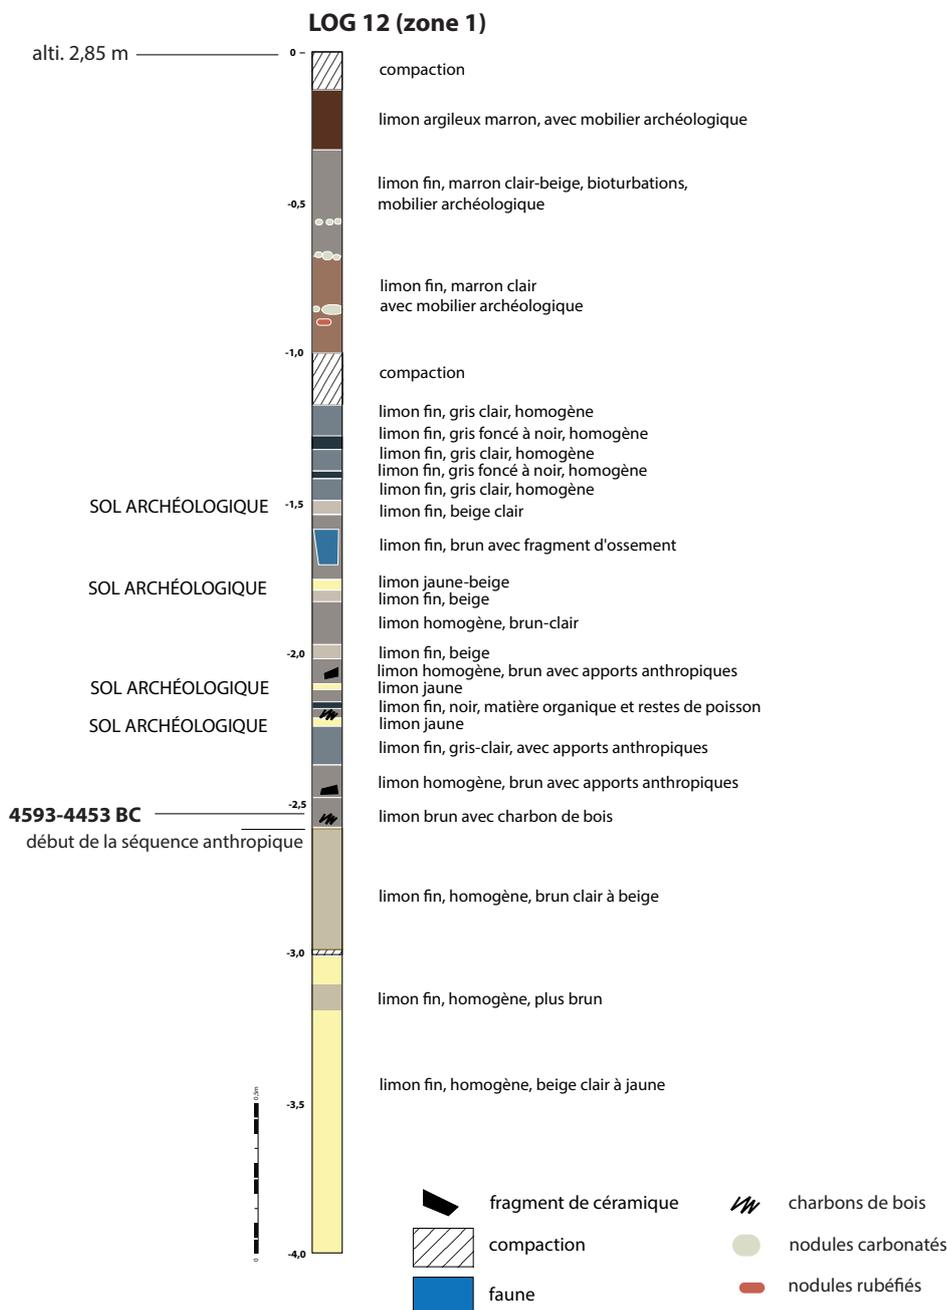 LOG 12 (zone 1)
alti. 2,85 m
0
compaction
limon argileux marron, avec mobilier archéologique
limon fin, marron clair-beige, bioturbations,
-0,5
mobilier archéologique
limon fin, marron clair
avec mobilier archéologique
-1,0
compaction
limon fin, gris clair, homogène
limon fin, gris foncé à noir, homogène
limon fin, gris clair, homogène
limon fin, gris foncé à noir, homogène
limon fin, gris clair, homogène
SOL ARCHÉOLOGIQUE
-1,5
limon fin, beige clair
limon fin, brun avec fragment d'ossement
limon jaune-beige
SOL ARCHÉOLOGIQUE
limon fin, beige
limon homogène, brun-clair
-2,0
limon fin, beige
limon homogène, brun avec apports anthropiques
SOL ARCHÉOLOGIQUE
limon jaune
limon fin, noir, matière organique et restes de poisson
SOL ARCHÉOLOGIQUE
limon jaune
limon fin, gris-clair, avec apports anthropiques
limon homogène, brun avec apports anthropiques
-2,5
4593-4453 BC
limon brun avec charbon de bois
début de la séquence anthropique
limon fin, homogène, brun clair à beige
-3,0
limon fin, homogène, plus brun
limon fin, homogène, beige clair à jaune
0,5m
-3,5
0
-4,0
fragment de céramique
charbons de bois
compaction
nodules carbonatés
faune
nodules rubéfiés